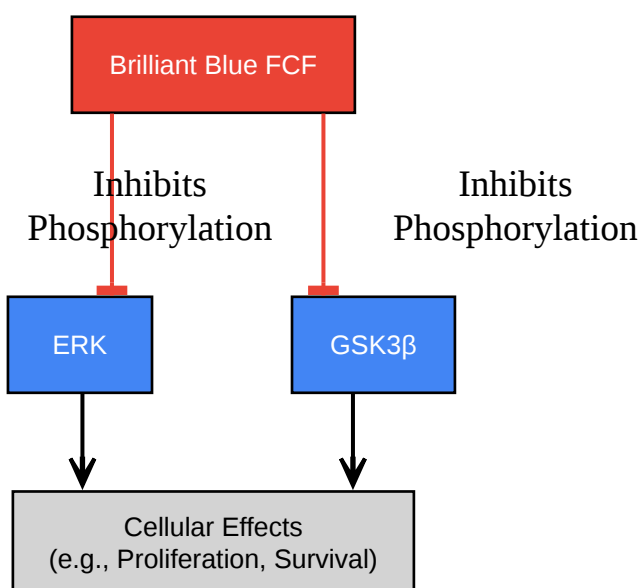 Brilliant Blue FCF
Inhibits
Phosphorylation
Inhibits
Phosphorylation
ERK
GSK3β
Cellular Effects
(e.g., Proliferation, Survival)